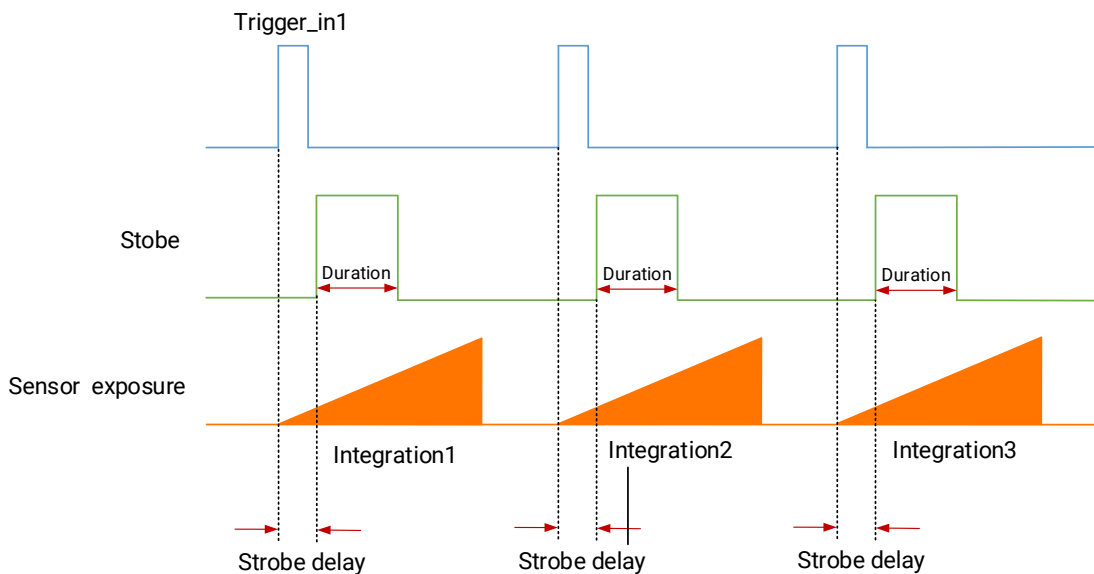 Trigger_in1
Stobe
Duration
Duration
Duration
Sensor exposure
Integration1
Integration2
Integration3
Strobe delay
Strobe delay
Strobe delay